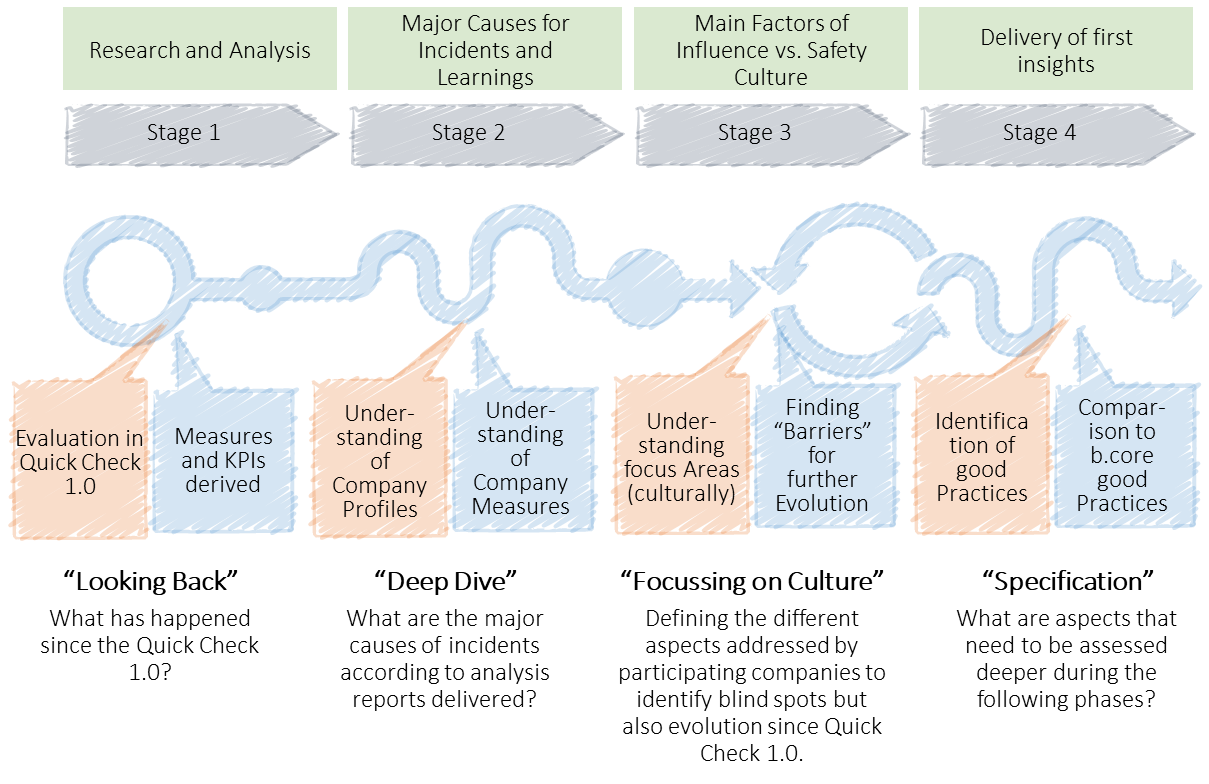 Research and Analysis
Major Causes for
Incidents and
Learnings
Main Factors of
Influence vs. Safety
Culture
Delivery of first
insights
Stage 1
Stage 2
Stage 3
Stage 4
Evaluation in
Quick Check
1.0
Measures
and KPIs
derived
Under-
standing
of
Company
Profiles
Under-
standing
of
Company
Measures
Under-
standing
focus Areas
(culturally)
Finding
“Barriers”
for
further
Evolution
Identifica
tion of
good
Practices
Compar-
ison to
b.core
good
Practices
“Looking Back”
What has happened
since the Quick Check
1.0?
“Deep Dive”
What are the major
causes of incidents
according to analysis
reports delivered?
“Focussing on Culture”
Defining the different
aspects addressed by
participating companies to
identify blind spots but
also evolution since Quick
Check 1.0.
“Specification”
What are aspects that
need to be assessed
deeper during the
following phases?